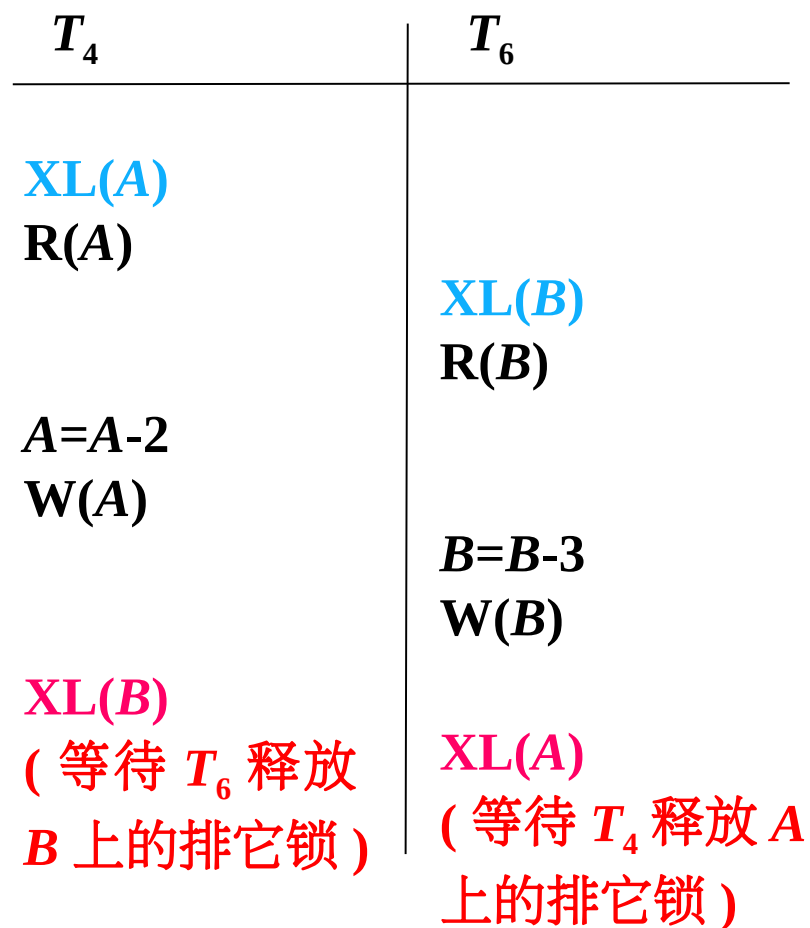 T4
T6
XL(A)
R(A)
XL(B)
R(B)
A=A-2
W(A)
B=B-3
W(B)
XL(B)
( 等待 T6 释放
B 上的排它锁 )
XL(A)
( 等待 T4 释放 A
上的排它锁 )